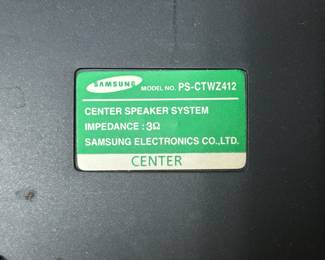 SAMSUNG MODEL NO. PS-CTWZ412
CENTER SPEAKER SYSTEM
IMPEDANCE : 3Ω
SAMSUNG ELECTRONICS CO.,LTD.
CENTER